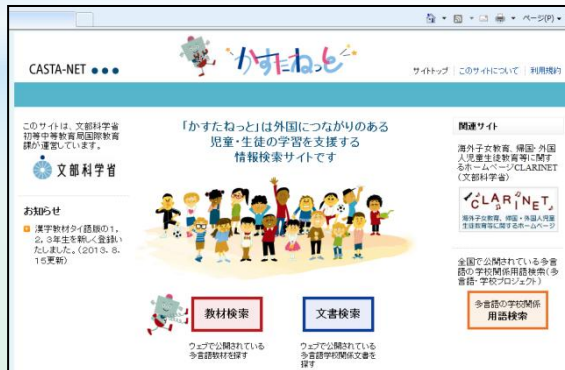 ページ(P)
CASTA-NET
かすたねっと
サイトトップ | このサイトについて | 利用規約
このサイトは、文部科学省
初等中等教育局国際教育
課が運営しています。
文部科学省
お知らせ
漢字教材タイ語版の1,
2, 3年生を新しく登録い
たしました。(2013. 8.
15更新)
「かすたねっと」は外国につながりのある
児童・生徒の学習を支援する
情報検索サイトです
教材検索
ウェブで公開されている
多言語教材を探す
文書検索
ウェブで公開されている
多言語学校関係文書を
探す
関連サイト
海外子女教育、帰国・外国
人児童生徒教育等に関す
るホームページCLARINET
(文部科学省)
CLARINET
海外子女教育、帰国・外国人児童
生徒教育等に関するホームページ
全国で公開されている多言
語の学校関係用語検索(多
言語・学校プロジェクト)
多言語の学校関係
用語検索